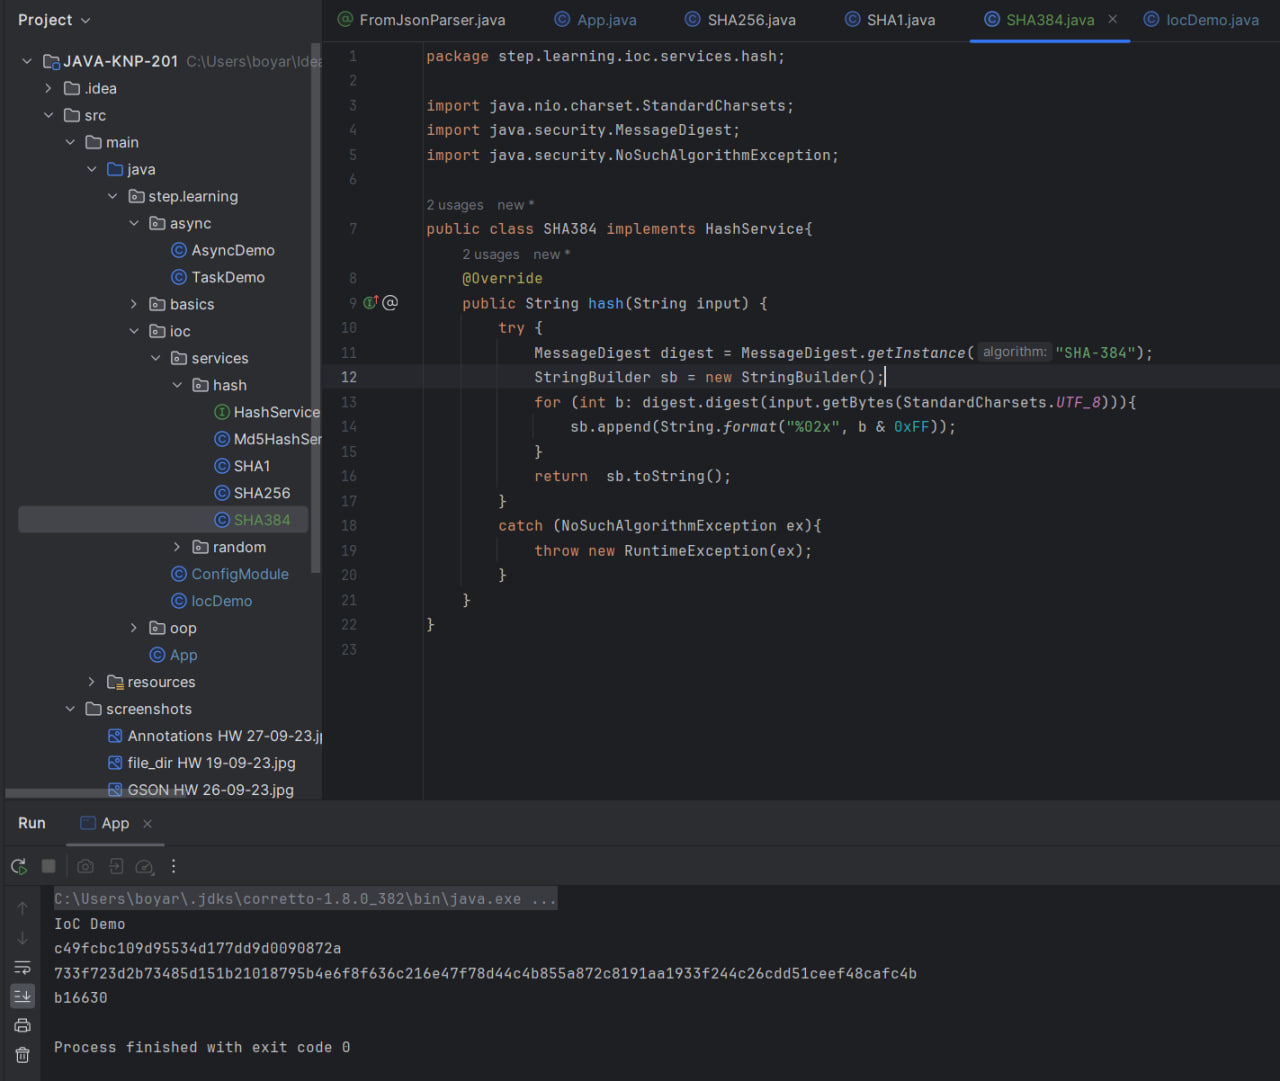 Project
FromJsonParser.java App.java SHA256.java SHA1.java SHA384.java IocDemo.java
JAVA-KNP-201 C:\Users\boyar\Idea
.idea
src
main
java
step.learning
async
AsyncDemo
TaskDemo
basics
ioc
services
hash
HashService
Md5HashSer
SHA1
SHA256
SHA384
random
ConfigModule
IocDemo
oop
App
resources
screenshots
Annotations HW 27-09-23.jp
file_dir HW 19-09-23.jpg
GSON HW 26-09-23.jpg
1 package step.learning.ioc.services.hash;
2
3 import java.nio.charset.StandardCharsets;
4 import java.security.MessageDigest;
5 import java.security.NoSuchAlgorithmException;
6
2 usages new *
7 public class SHA384 implements HashService{
2 usages new *
8 @Override
9 public String hash(String input) {
10 try {
11 MessageDigest digest = MessageDigest.getInstance( algorithm: "SHA-384");
12 StringBuilder sb = new StringBuilder();
13 for (int b: digest.digest(input.getBytes(StandardCharsets.UTF_8))){
14 sb.append(String.format("%02x", b & 0xFF));
15 }
16 return sb.toString();
17 }
18 catch (NoSuchAlgorithmException ex){
19 throw new RuntimeException(ex);
20 }
21 }
22 }
23
Run App
C:\Users\boyar\.jdks\corretto-1.8.0_382\bin\java.exe ...
IoC Demo
c49fcbc109d95534d177dd9d0090872a
733f723d2b73485d151b21018795b4e6f8f636c216e47f78d44c4b855a872c8191aa1933f244c26cdd51ceef48cafc4b
b16630
Process finished with exit code 0